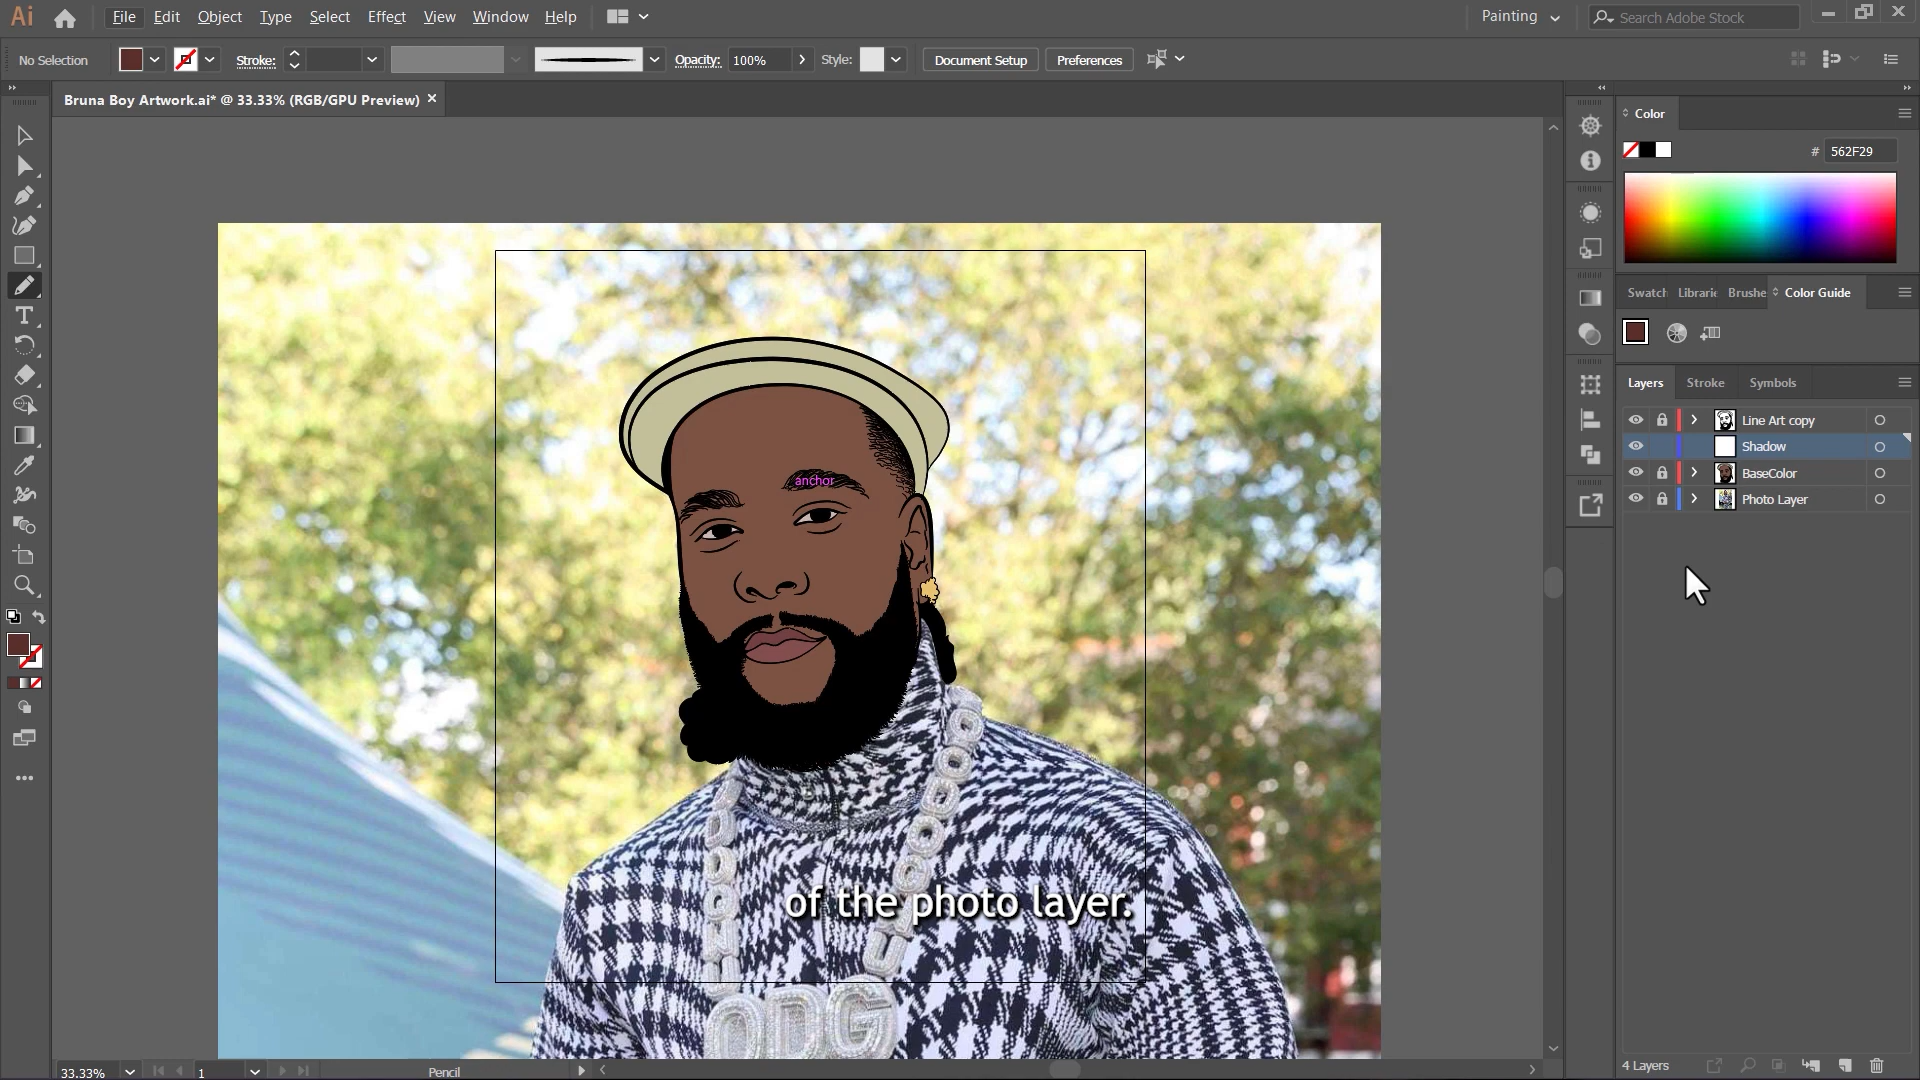 Ai
File Edit Object Type Select Effect View Window Help
Painting
Search Adobe Stock
No Selection
Stroke:
Opacity:
100%
Style:
Document Setup
Preferences
Bruna Boy Artwork.ai* @ 33.33% (RGB/GPU Preview)
Color
#
562F29
Swatch
Librarie
Brushe
Color Guide
Layers
Stroke
Symbols
Line Art copy
Shadow
BaseColor
Photo Layer
anchor
of the photo layer.
ODG
33.33%
1
Pencil
4 Layers